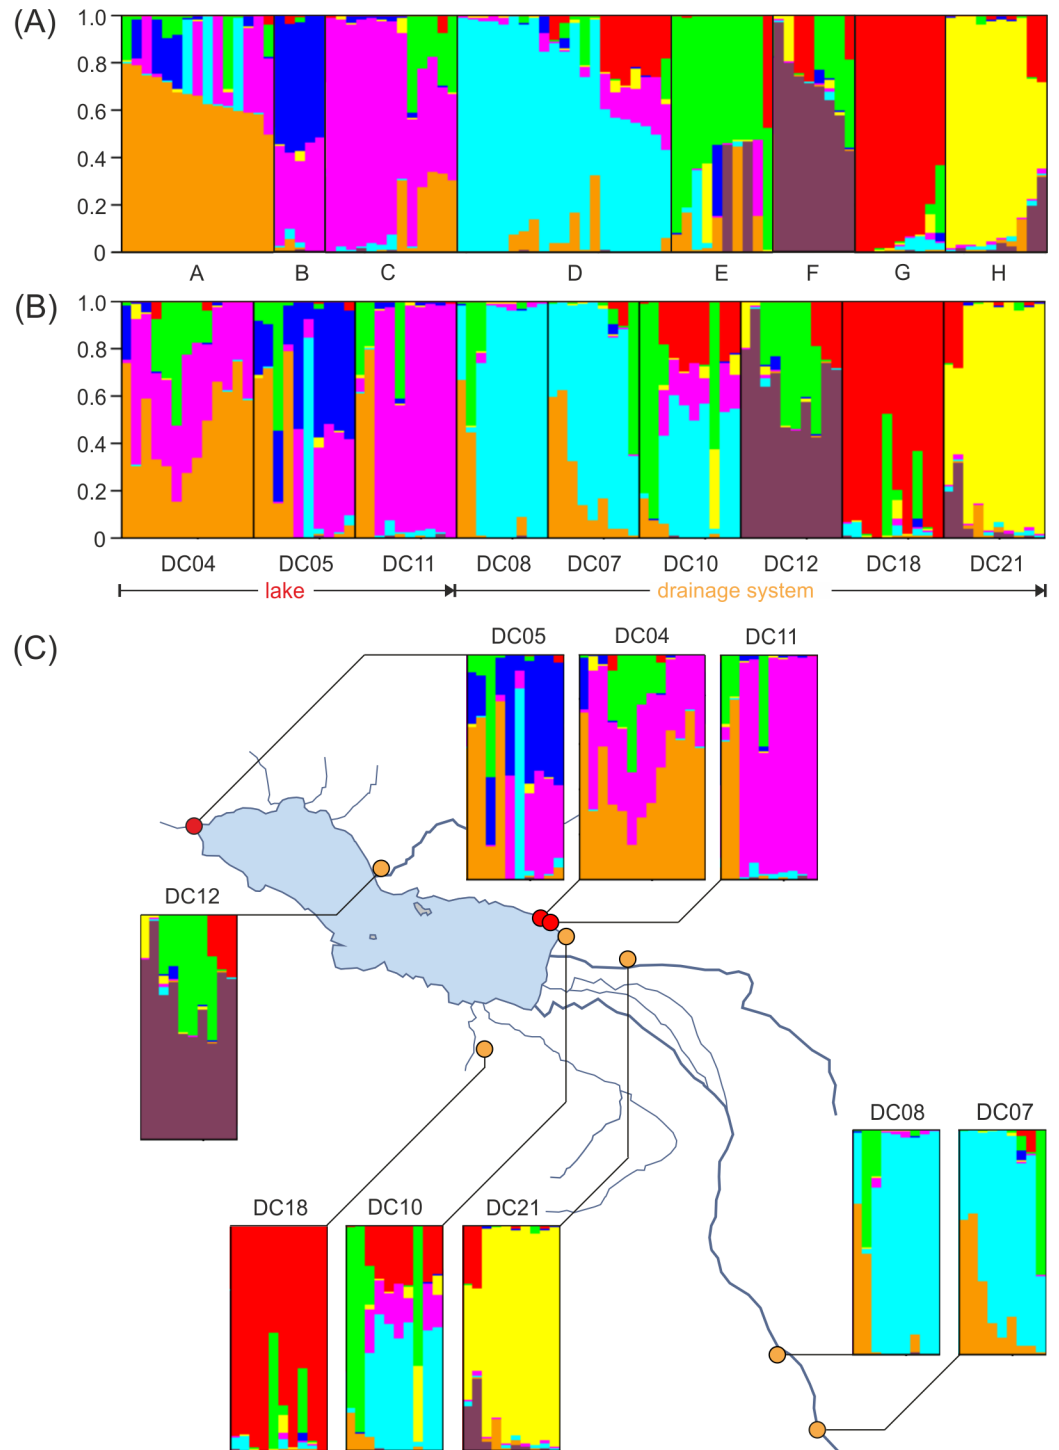 (A)
1.0
0.8
0.6
0.4
0.2
0
A B C D E F G H
(B)
1.0
0.8
0.6
0.4
0.2
0
DC04 DC05 DC11 DC08 DC07 DC10 DC12 DC18 DC21
lake drainage system
(C)
DC05 DC04 DC11
DC12
DC08 DC07
DC18 DC10 DC21